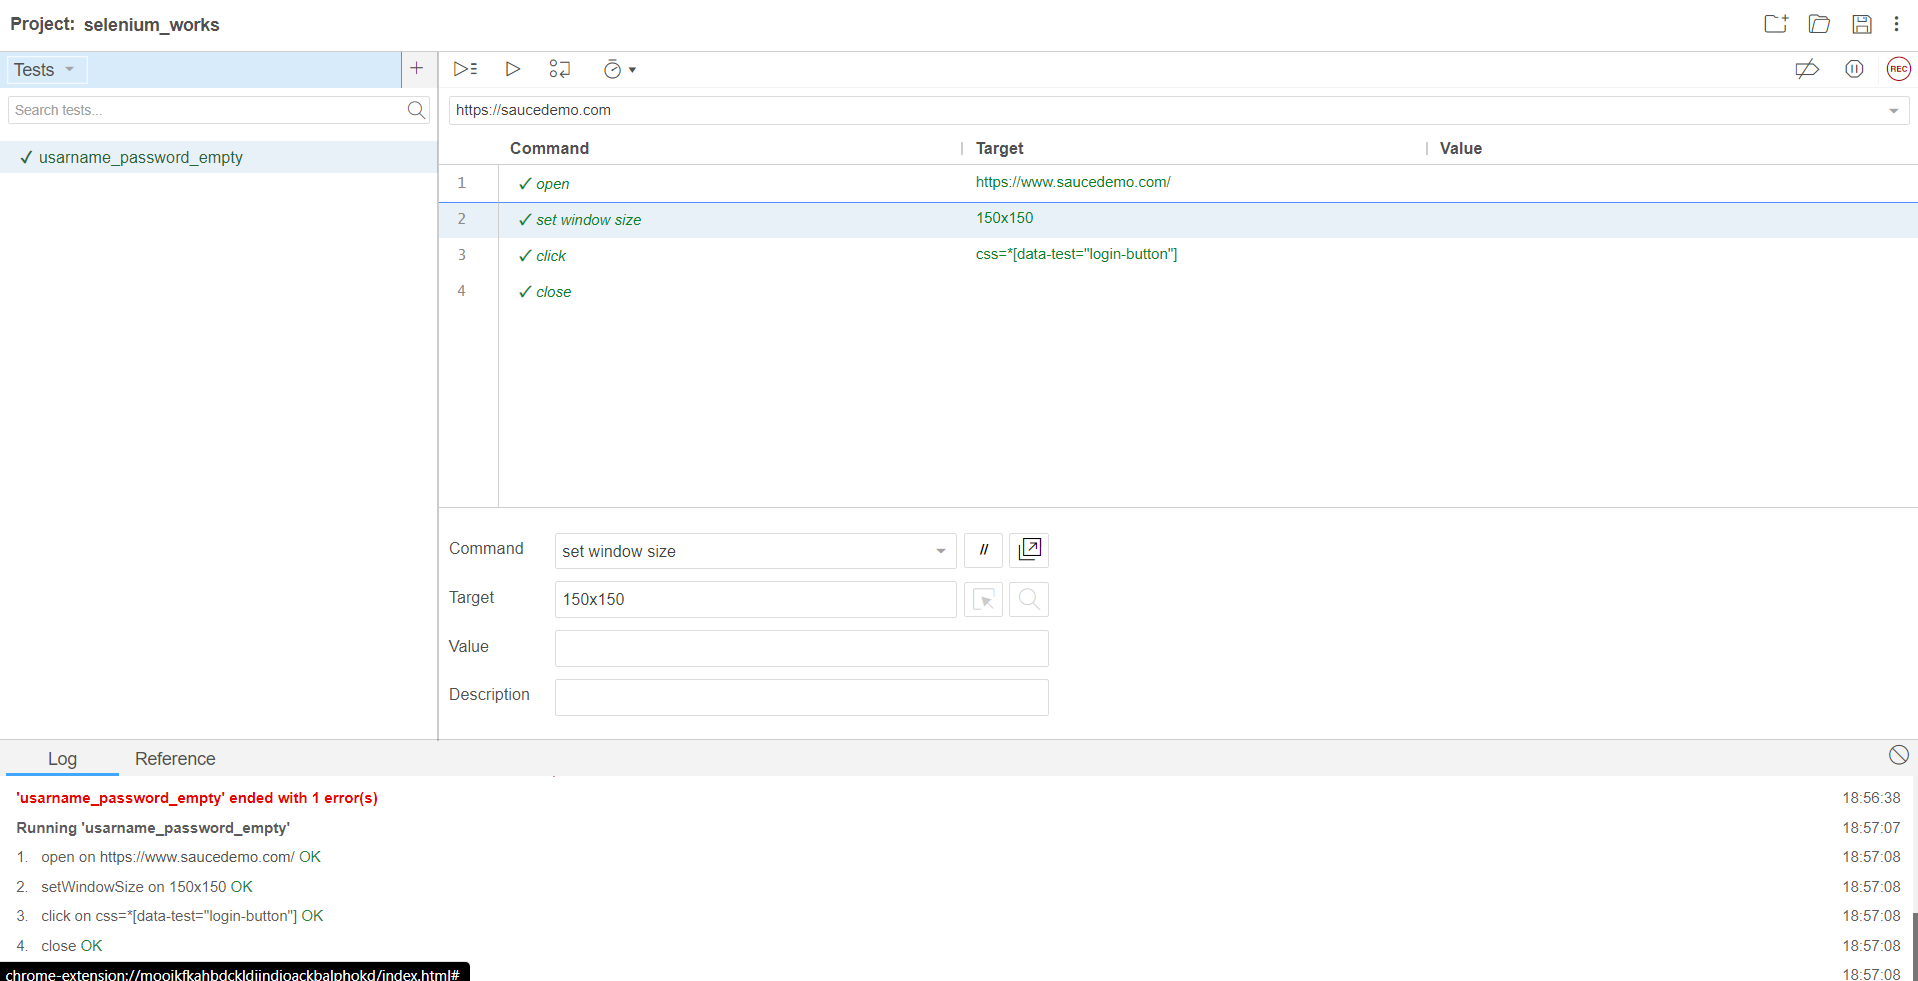 Project: selenium_works
Tests
Search tests...
REC
https://saucedemo.com
✓ usarname_password_empty
Command Target Value
1 ✓ open https://www.saucedemo.com/
2 ✓ set window size 150x150
3 ✓ click css=*[data-test="login-button"]
4 ✓ close
Command set window size //
Target 150x150
Value
Description
Log Reference
'usarname_password_empty' ended with 1 error(s) 18:56:38
Running 'usarname_password_empty' 18:57:07
1. open on https://www.saucedemo.com/ OK 18:57:08
2. setWindowSize on 150x150 OK 18:57:08
3. click on css=*[data-test="login-button"] OK 18:57:08
4. close OK 18:57:08
chrome-extension://mooikfkahbdckldjjndioackbalphokd/index.html# 18:57:08